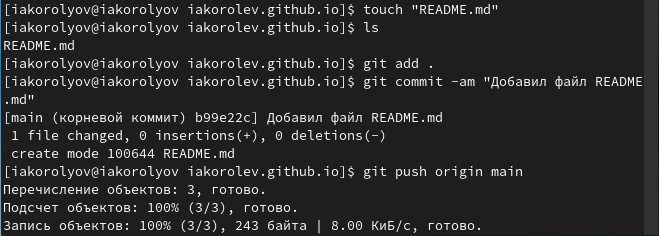 [iakorolyov@iakorolyov iakorolev.github.io]$ touch "README.md"
[iakorolyov@iakorolyov iakorolev.github.io]$ ls
README.md
[iakorolyov@iakorolyov iakorolev.github.io]$ git add .
[iakorolyov@iakorolyov iakorolev.github.io]$ git commit -am "Добавил файл README
.md"
[main (корневой коммит) b99e22c] Добавил файл README.md
 1 file changed, 0 insertions(+), 0 deletions(-)
 create mode 100644 README.md
[iakorolyov@iakorolyov iakorolev.github.io]$ git push origin main
Перечисление объектов: 3, готово.
Подсчет объектов: 100% (3/3), готово.
Запись объектов: 100% (3/3), 243 байта | 8.00 КиБ/с, готово.